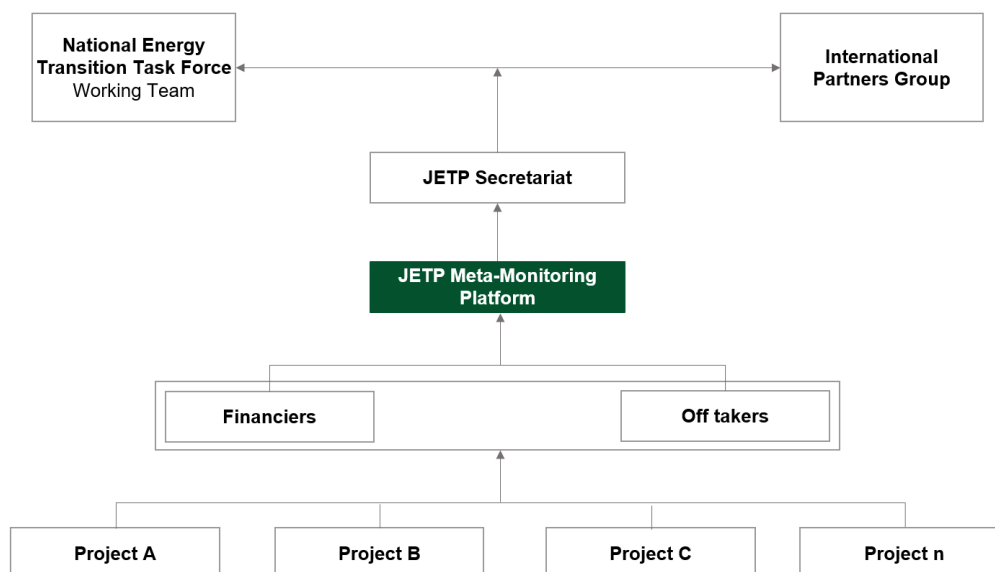 National Energy
Transition Task Force
Working Team
International
Partners Group
JETP Secretariat
JETP Meta-Monitoring
Platform
Financiers
Off takers
Project A
Project B
Project C
Project n